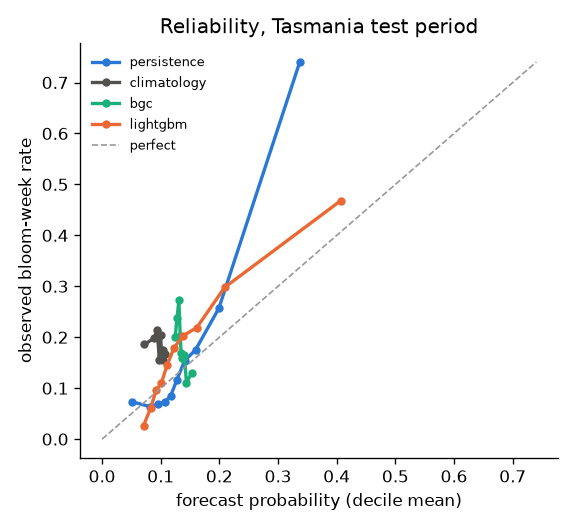 Reliability, Tasmania test period
persistence
climatology
bgc
lightgbm
perfect
observed bloom-week rate
0.7
0.6
0.5
0.4
0.3
0.2
0.1
0.0
0.0 0.1 0.2 0.3 0.4 0.5 0.6 0.7
forecast probability (decile mean)